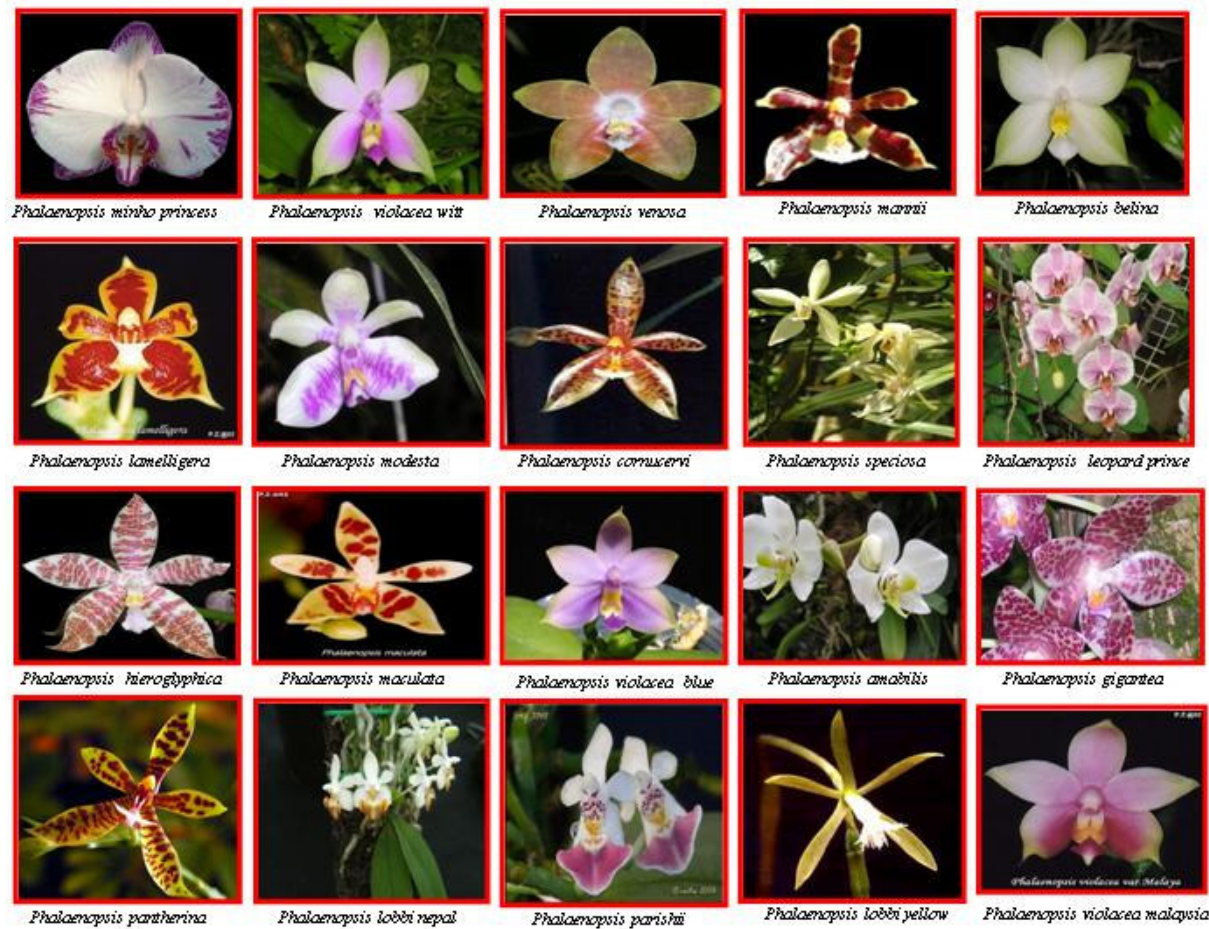 Phalaenopsis minho princess
Phalaenopsis violacea witt
Phalaenopsis venosa
Phalaenopsis mannii
Phalaenopsis belina
lamelligera
Phalaenopsis lamelligera
Phalaenopsis modesta
Phalaenopsis cornucervi
Phalaenopsis speciosa
Phalaenopsis leopard prince
Phalaenopsis maculata
Phalaenopsis hieroglyphica
Phalaenopsis maculata
Phalaenopsis violacea blue
Phalaenopsis amabilis
Phalaenopsis gigantea
Phalaenopsis violacea var. Malaya
Phalaenopsis pantherina
Phalaenopsis lobbi nepal
Phalaenopsis parishii
Phalaenopsis lobbi yellow
Phalaenopsis violacea malaysia